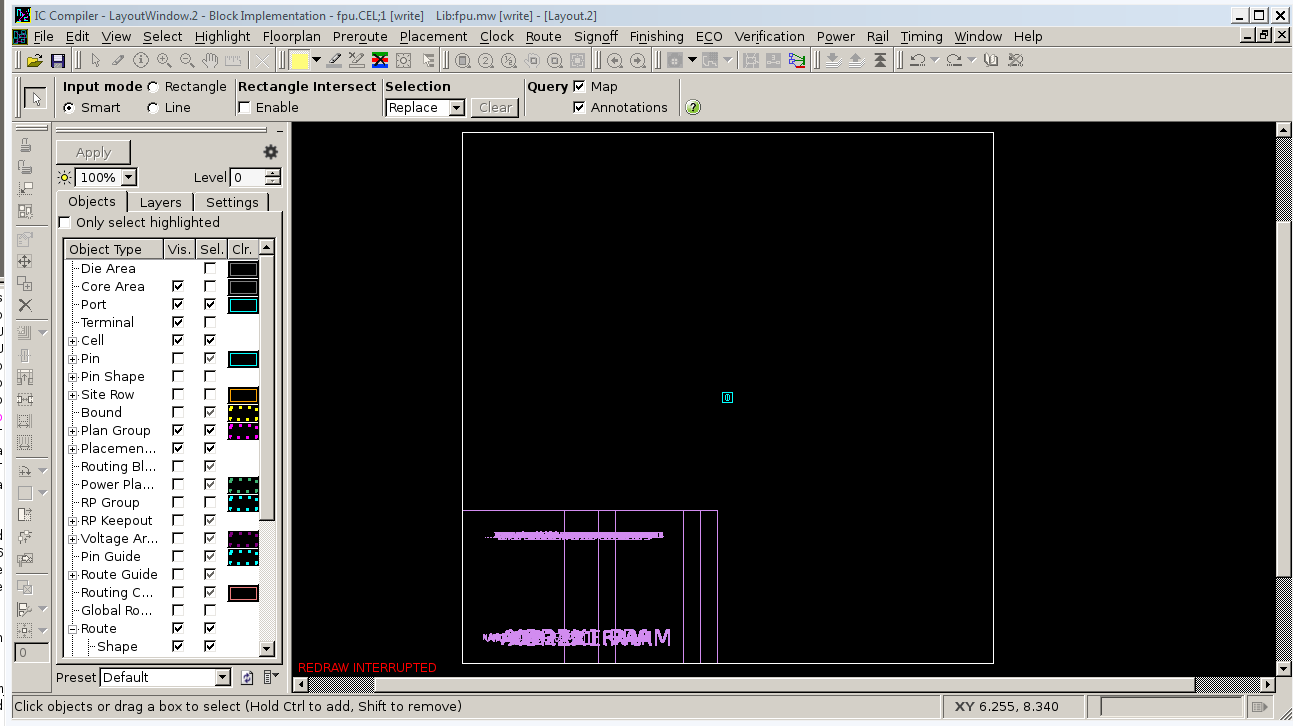 IC Compiler - LayoutWindow.2 - Block Implementation - fpu.CEL;1 [write]    Lib:fpu.mw [write] - [Layout.2]
File Edit View Select Highlight Floorplan Preroute Placement Clock Route Signoff Finishing ECO Verification Power Rail Timing Window Help
Input mode Rectangle Rectangle Intersect Selection Query Map
Smart Line Enable Replace Clear Annotations
Apply
100% Level 0
Objects Layers Settings
Only select highlighted
Object Type Vis. Sel. Clr.
Die Area
Core Area
Port
Terminal
Cell
Pin
Pin Shape
Site Row
Bound
Plan Group
Placemen...
Routing Bl...
Power Pla...
RP Group
RP Keepout
Voltage Ar...
Pin Guide
Route Guide
Routing C...
Global Ro...
Route
Shape
0
Preset Default
REDRAW INTERRUPTED
Click objects or drag a box to select (Hold Ctrl to add, Shift to remove)
XY 6.255, 8.340